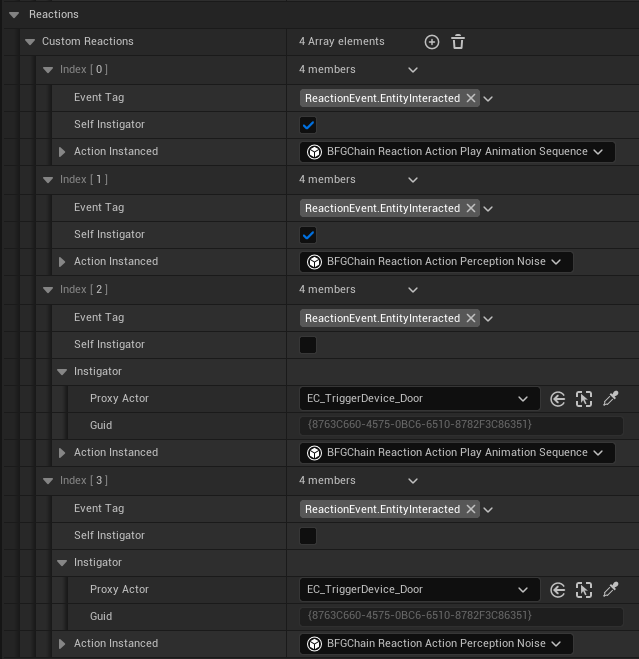 Reactions
Custom Reactions 4 Array elements
Index [ 0 ] 4 members
Event Tag ReactionEvent.EntityInteracted
Self Instigator
Action Instanced BFGChain Reaction Action Play Animation Sequence
Index [ 1 ] 4 members
Event Tag ReactionEvent.EntityInteracted
Self Instigator
Action Instanced BFGChain Reaction Action Perception Noise
Index [ 2 ] 4 members
Event Tag ReactionEvent.EntityInteracted
Self Instigator
Instigator
Proxy Actor EC_TriggerDevice_Door
Guid {8763C660-4575-0BC6-6510-8782F3C86351}
Action Instanced BFGChain Reaction Action Play Animation Sequence
Index [ 3 ] 4 members
Event Tag ReactionEvent.EntityInteracted
Self Instigator
Instigator
Proxy Actor EC_TriggerDevice_Door
Guid {8763C660-4575-0BC6-6510-8782F3C86351}
Action Instanced BFGChain Reaction Action Perception Noise